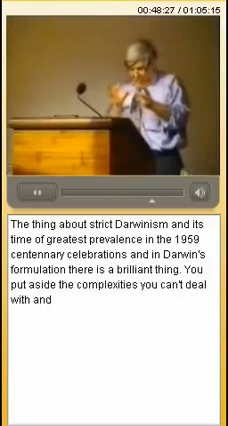 00:48:27 / 01:05:15
The thing about strict Darwinism and its
time of greatest prevalence in the 1959
centennary celebrations and in Darwin's
formulation there is a brilliant thing. You
put aside the complexities you can't deal
with and